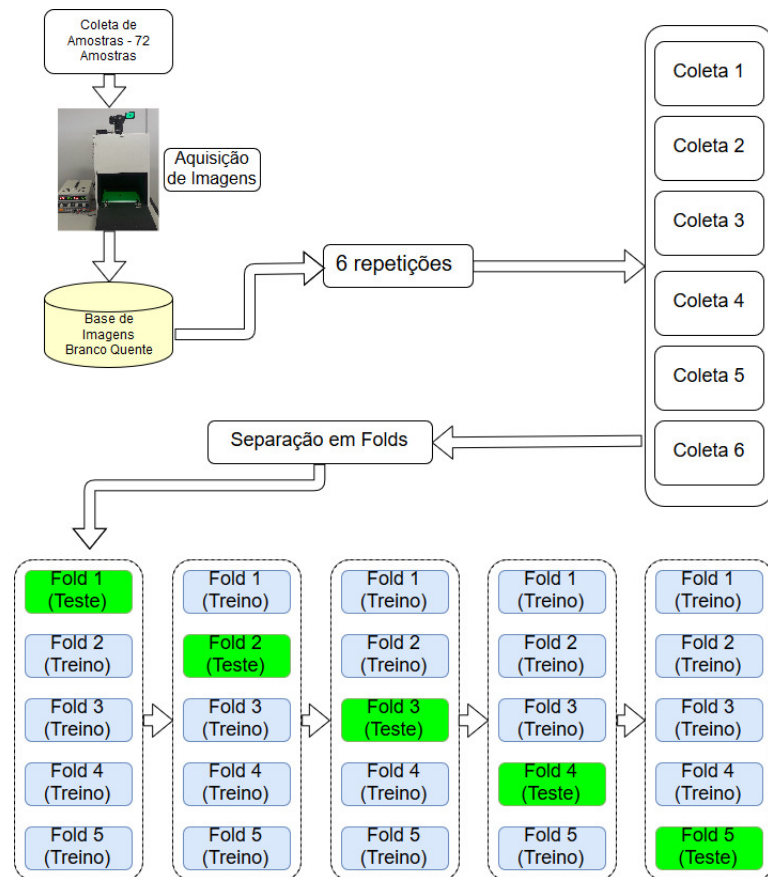 Coleta de
Amostras - 72
Amostras
Aquisição
de Imagens
Base de
Imagens
Branco Quente
6 repetições
Coleta 1
Coleta 2
Coleta 3
Coleta 4
Coleta 5
Coleta 6
Separação em Folds
Fold 1
(Teste)
Fold 2
(Treino)
Fold 3
(Treino)
Fold 4
(Treino)
Fold 5
(Treino)
Fold 1
(Treino)
Fold 2
(Teste)
Fold 3
(Treino)
Fold 4
(Treino)
Fold 5
(Treino)
Fold 1
(Treino)
Fold 2
(Treino)
Fold 3
(Teste)
Fold 4
(Treino)
Fold 5
(Treino)
Fold 1
(Treino)
Fold 2
(Treino)
Fold 3
(Treino)
Fold 4
(Teste)
Fold 5
(Treino)
Fold 1
(Treino)
Fold 2
(Treino)
Fold 3
(Treino)
Fold 4
(Treino)
Fold 5
(Teste)